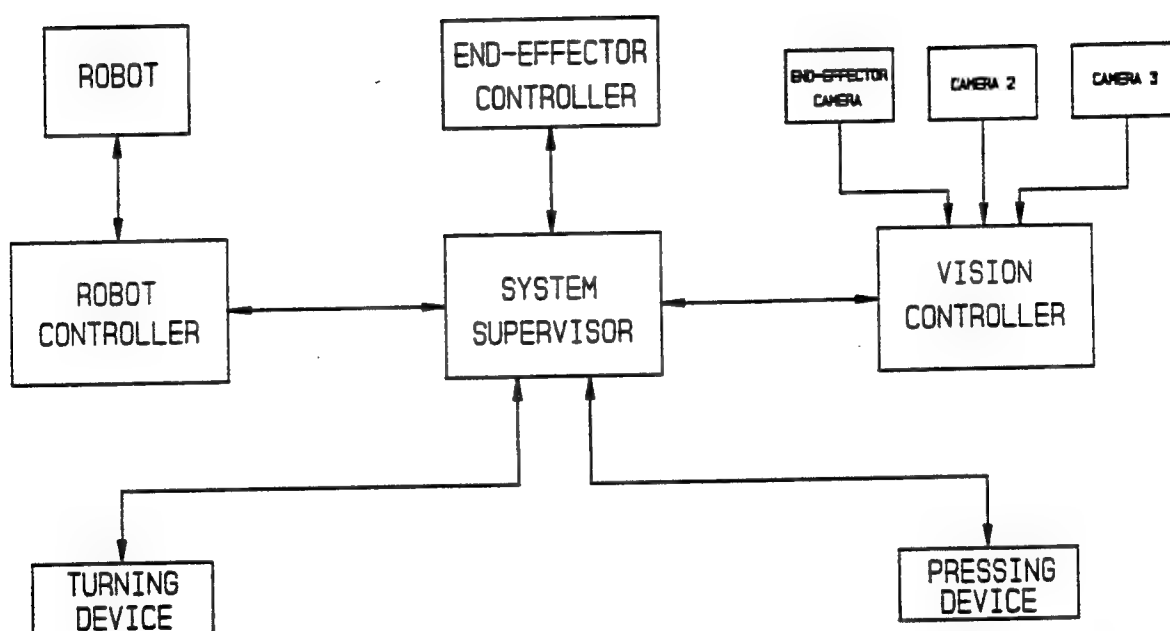 ROBOT
END-EFFECTOR
CONTROLLER
END-EFFECTOR
CAMERA
CAMERA 2
CAMERA 3
ROBOT
CONTROLLER
SYSTEM
SUPERVISOR
VISION
CONTROLLER
TURNING
DEVICE
PRESSING
DEVICE